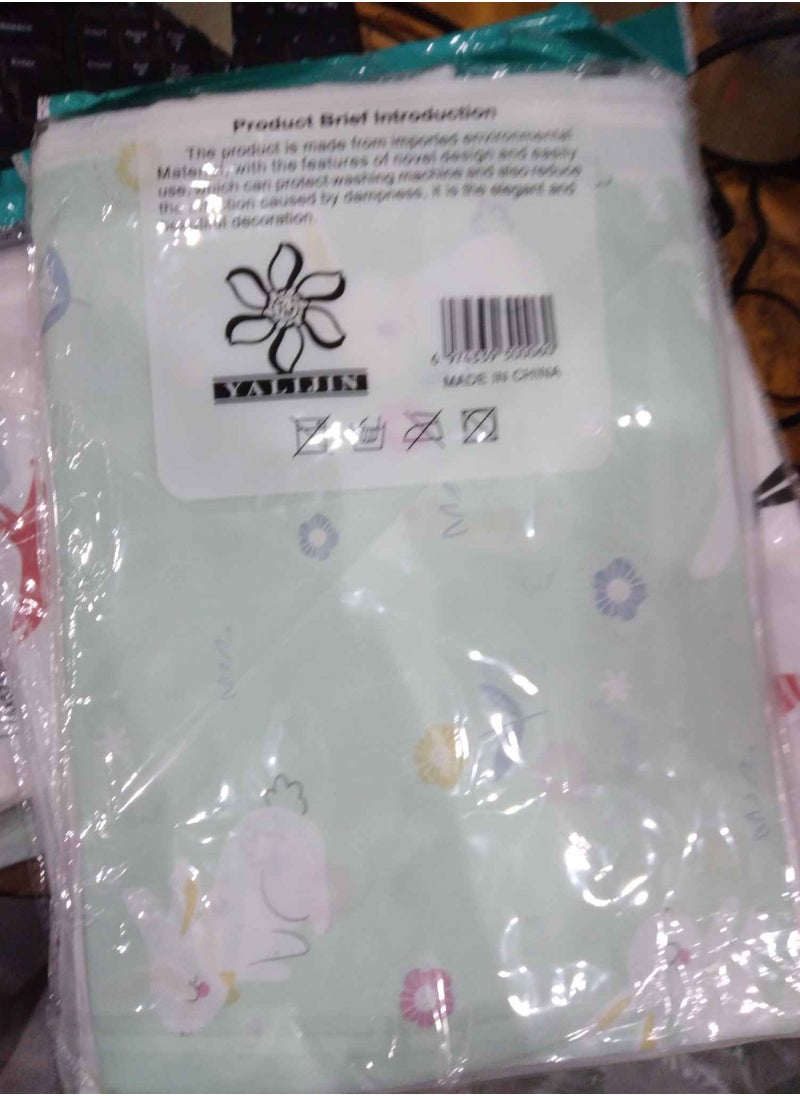 Product Brief Introduction
The product is made from imported environmental
Material, with the features of novel design and easily
use, which can protect washing machine and also reduce
the caused by dampness, it is the elegant and
decoration.
YALIJIN
MADE IN CHINA